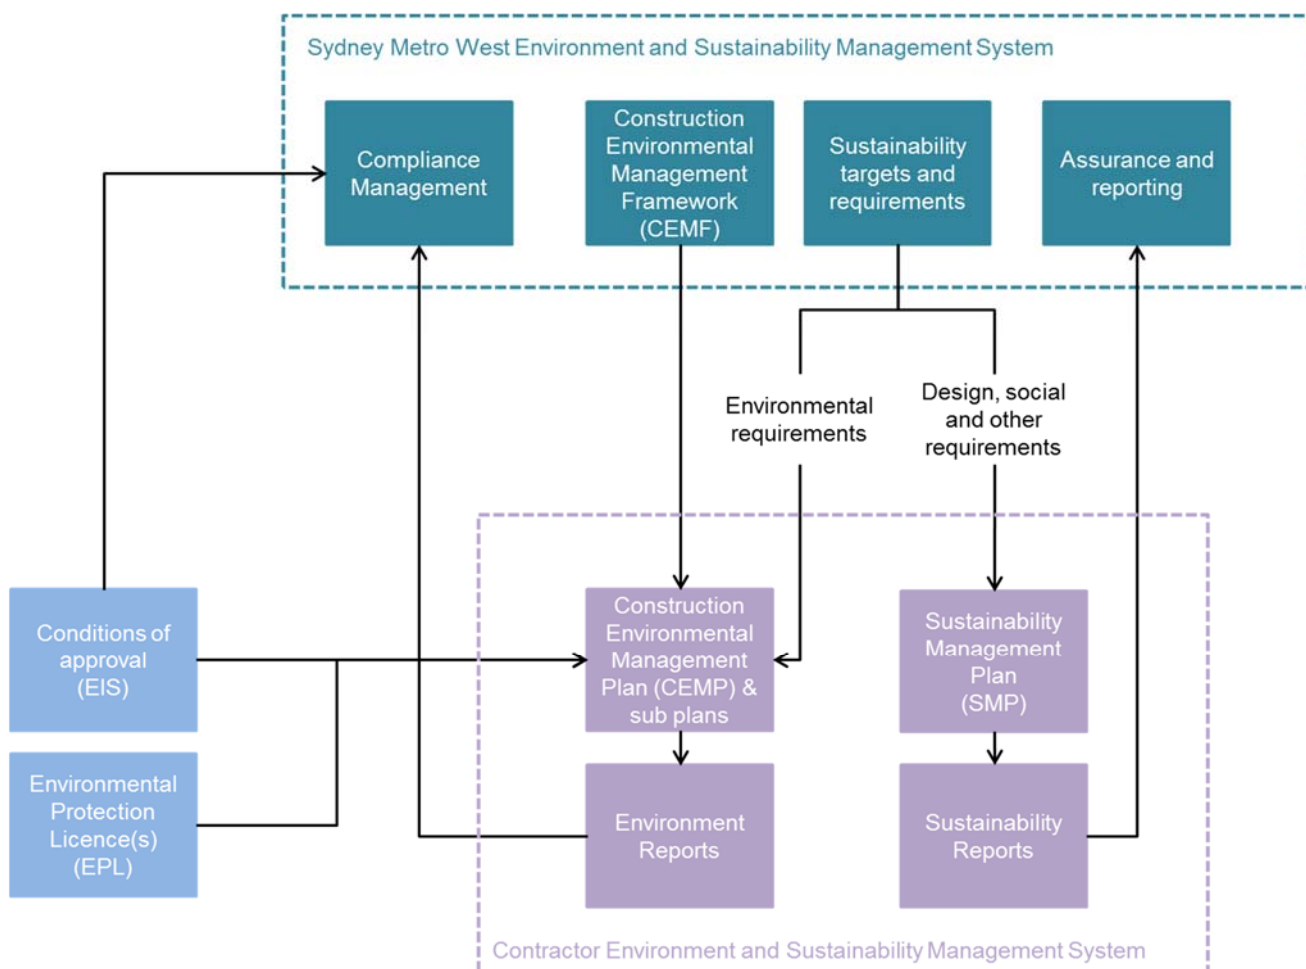 Sydney Metro West Environment and Sustainability Management System
Compliance
Management
Construction
Environmental
Management
Framework
(CEMF)
Sustainability
targets and
requirements
Assurance and
reporting
Environmental
requirements
Design, social
and other
requirements
Conditions of
approval
(EIS)
Construction
Environmental
Management
Plan (CEMP) &
sub plans
Sustainability
Management
Plan
(SMP)
Environmental
Protection
Licence(s)
(EPL)
Environment
Reports
Sustainability
Reports
Contractor Environment and Sustainability Management System